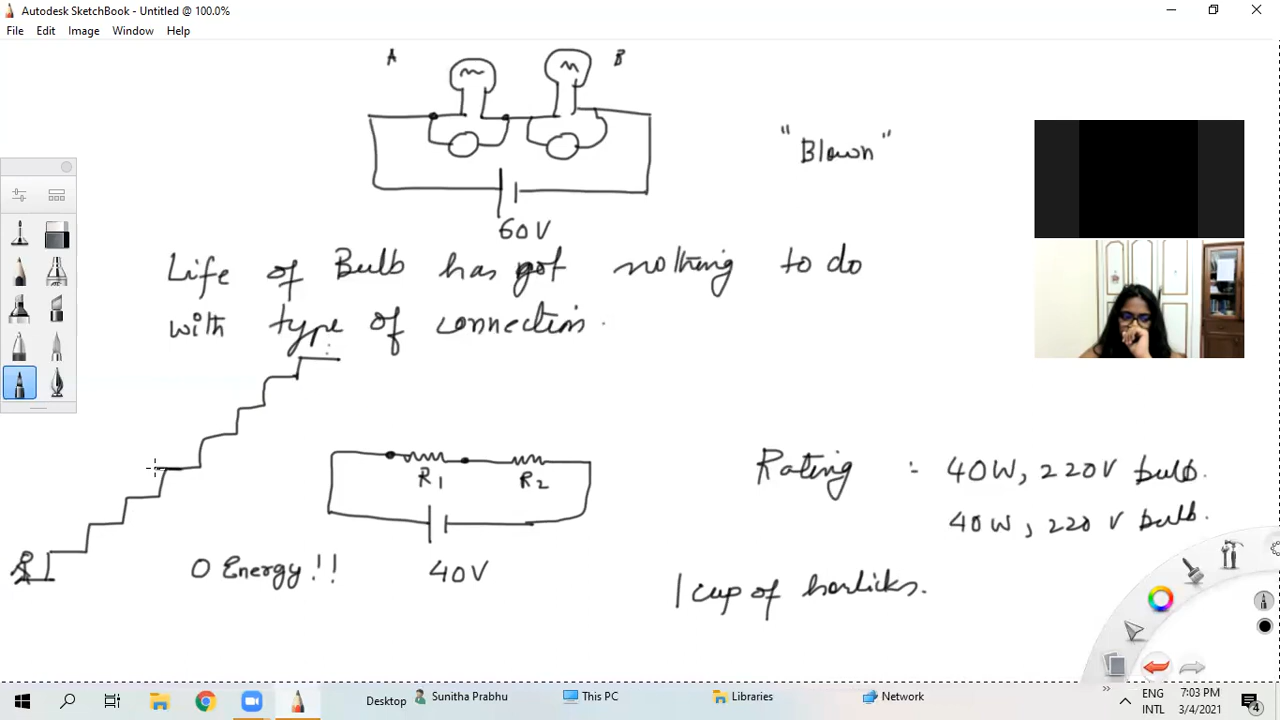 Autodesk SketchBook - Untitled @ 100.0%
File Edit Image Window Help
A
B
60V
"Blown"
Life of Bulb has got nothing to do
with type of connection.
R1
R2
40V
0 Energy!!
Rating : 40W, 220V bulb.
40W, 220 V bulb.
1 cup of horlicks.
Desktop
Sunitha Prabhu
This PC
Libraries
Network
ENG
INTL
7:03 PM
3/4/2021
4